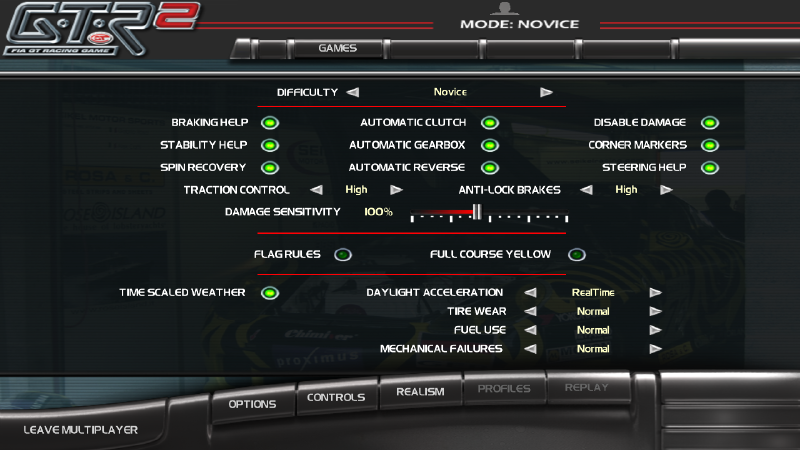 GTR2
FIA GT RACING GAME
MODE: NOVICE
GAMES
DIFFICULTY Novice
BRAKING HELP AUTOMATIC CLUTCH DISABLE DAMAGE
STABILITY HELP AUTOMATIC GEARBOX CORNER MARKERS
SPIN RECOVERY AUTOMATIC REVERSE STEERING HELP
TRACTION CONTROL High ANTI-LOCK BRAKES High
DAMAGE SENSITIVITY 100%
FLAG RULES FULL COURSE YELLOW
TIME SCALED WEATHER DAYLIGHT ACCELERATION RealTime
TIRE WEAR Normal
FUEL USE Normal
MECHANICAL FAILURES Normal
proximus
OPTIONS CONTROLS REALISM PROFILES REPLAY
LEAVE MULTIPLAYER